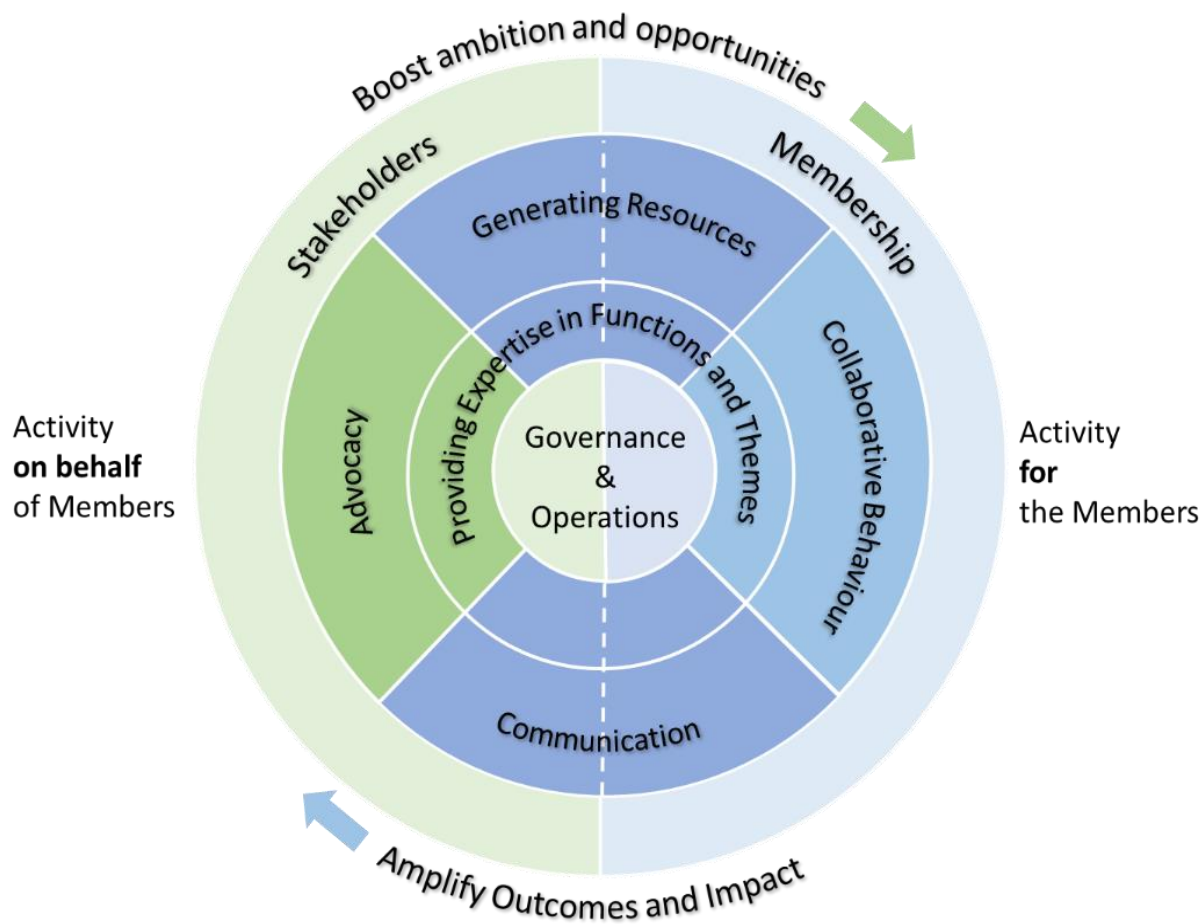 Boost ambition and opportunities
Stakeholders
Membership
Generating Resources
Providing Expertise in Functions and Themes
Advocacy
Collaborative Behaviour
Governance
&
Operations
Activity
on behalf
of Members
Activity
for
the Members
Communication
Amplify Outcomes and Impact